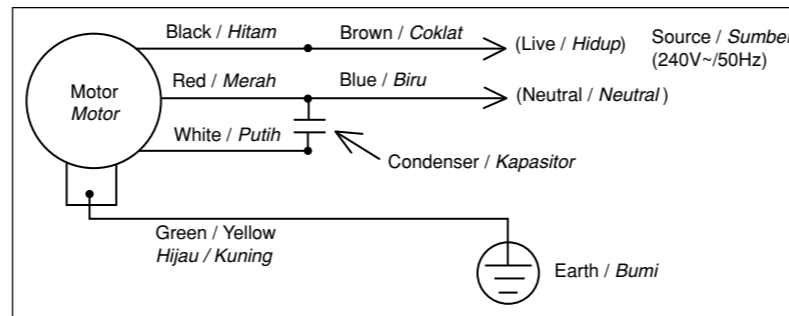 Black / Hitam
Brown / Coklat
(Live / Hidup)
Source / Sumber
(240V~/50Hz)
Motor
Motor
Red / Merah
Blue / Biru
(Neutral / Neutral )
White / Putih
Condenser / Kapasitor
Green / Yellow
Hijau / Kuning
Earth / Bumi